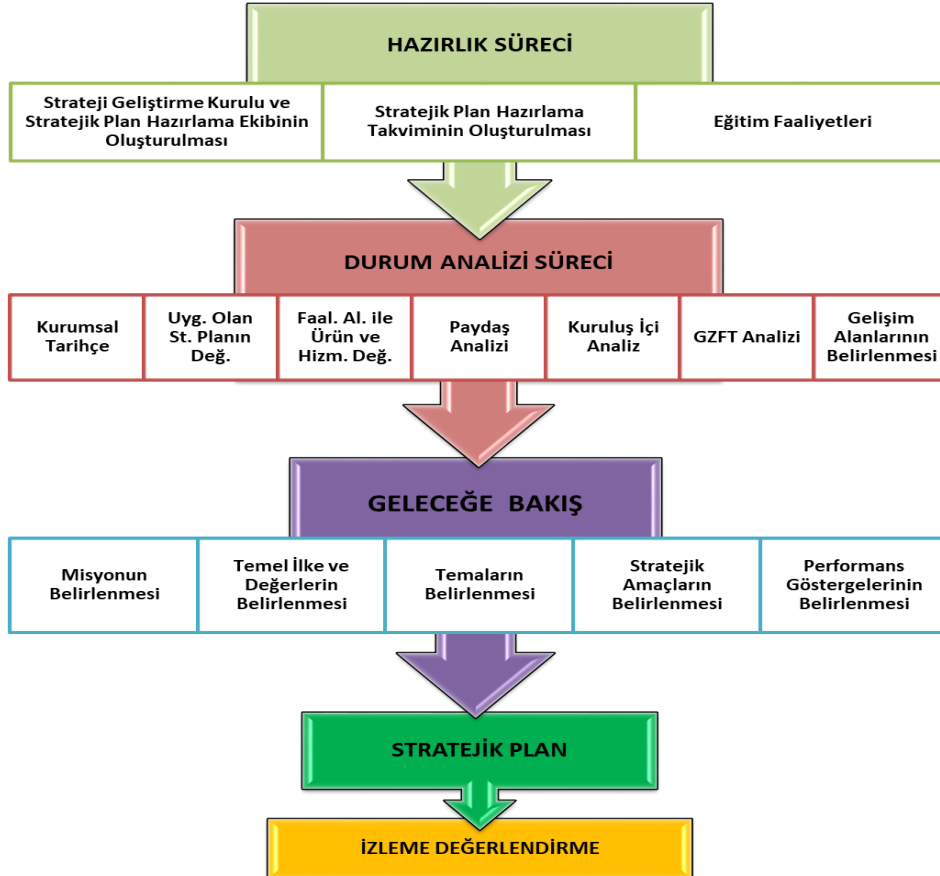 HAZIRLIK SÜRECİ
Strateji Geliştirme Kurulu ve
Stratejik Plan Hazırlama Ekibinin
Oluşturulması
Stratejik Plan Hazırlama
Takviminin Oluşturulması
Eğitim Faaliyetleri
DURUM ANALİZİ SÜRECİ
Kurumsal
Tarihçe
Uyg. Olan
St. Planın
Değ.
Faal. Al. ile
Ürün ve
Hizm. Değ.
Paydaş
Analizi
Kuruluş İçi
Analiz
GZFT Analizi
Gelişim
Alanlarının
Belirlenmesi
GELECEĞE BAKIŞ
Misyonun
Belirlenmesi
Temel İlke ve
Değerlerin
Belirlenmesi
Temaların
Belirlenmesi
Stratejik
Amaçların
Belirlenmesi
Performans
Göstergelerinin
Belirlenmesi
STRATEJİK PLAN
İZLEME DEĞERLENDİRME